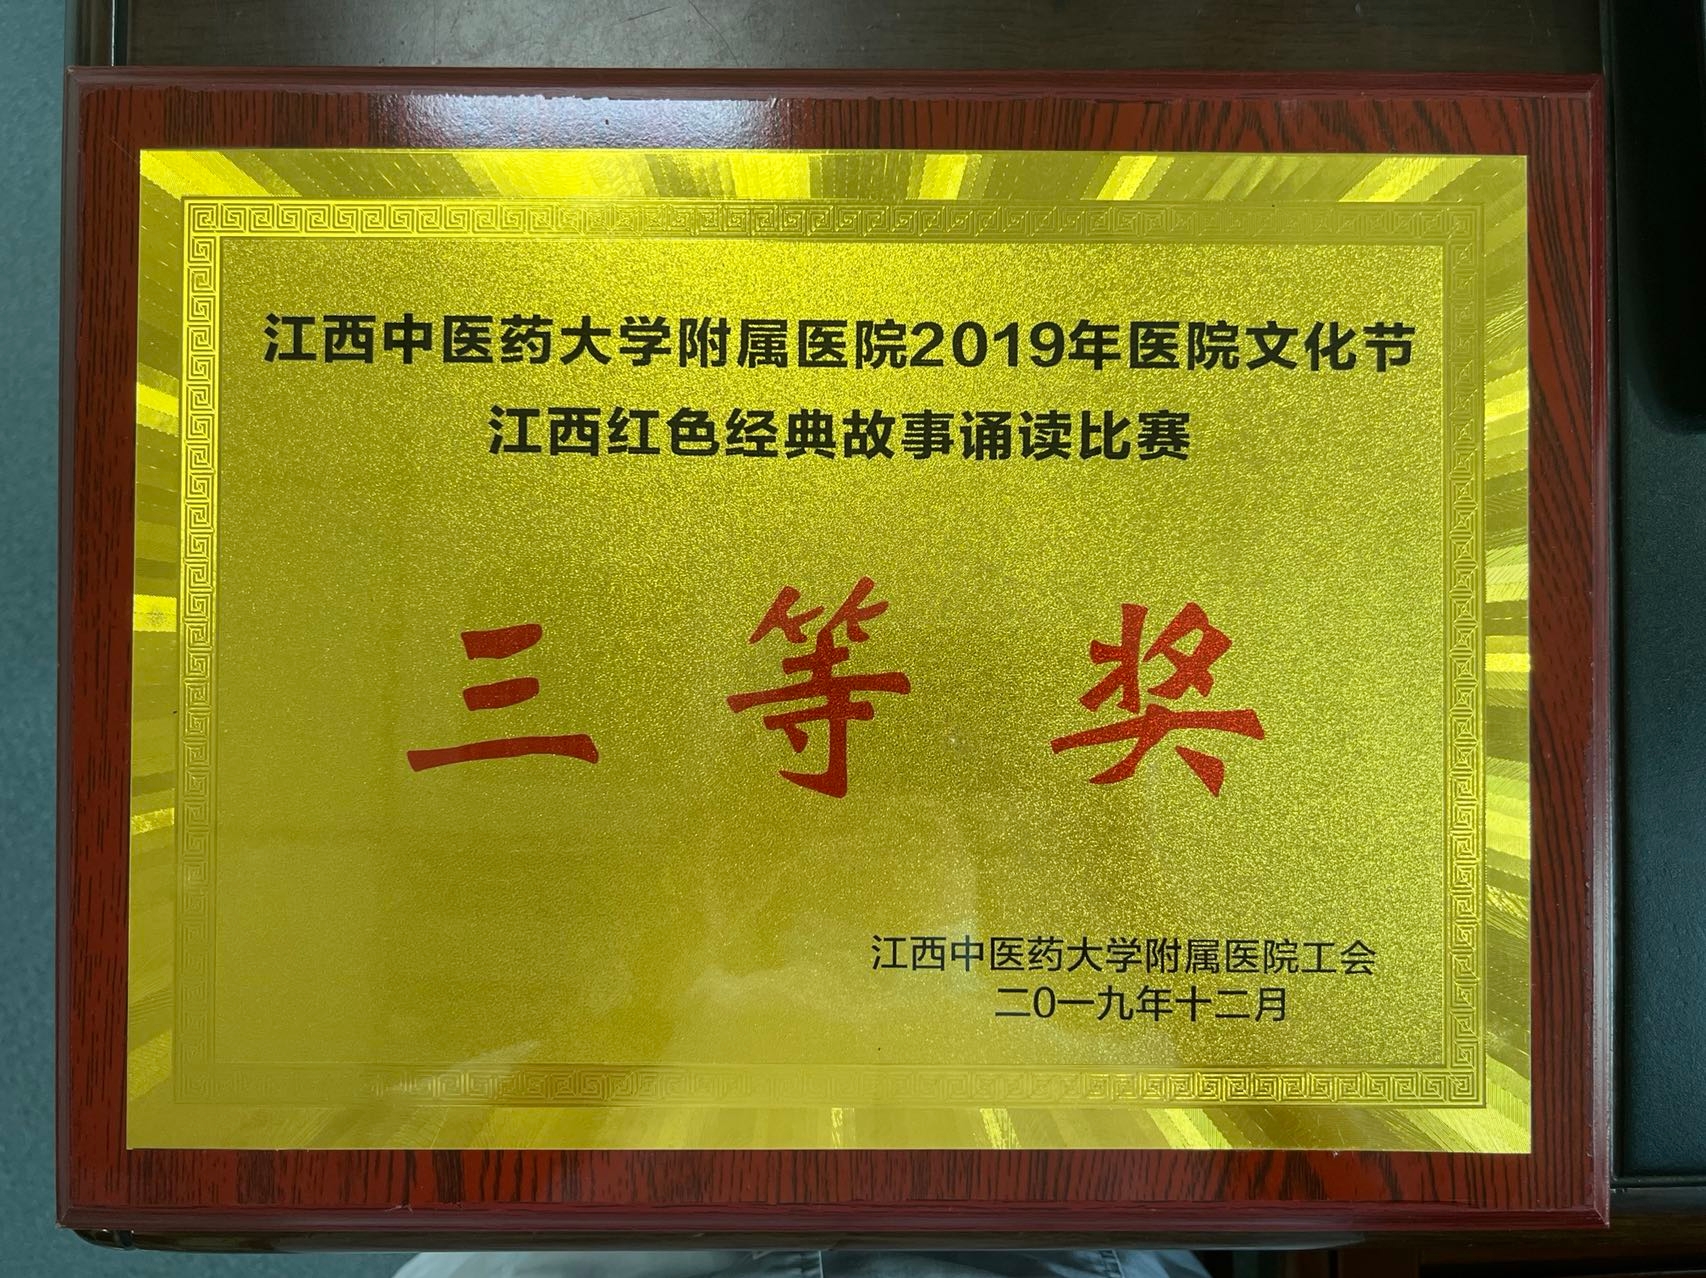 江西中医药大学附属医院2019年医院文化节
江西红色经典故事诵读比赛
三等奖
江西中医药大学附属医院工会
二0一九年十二月